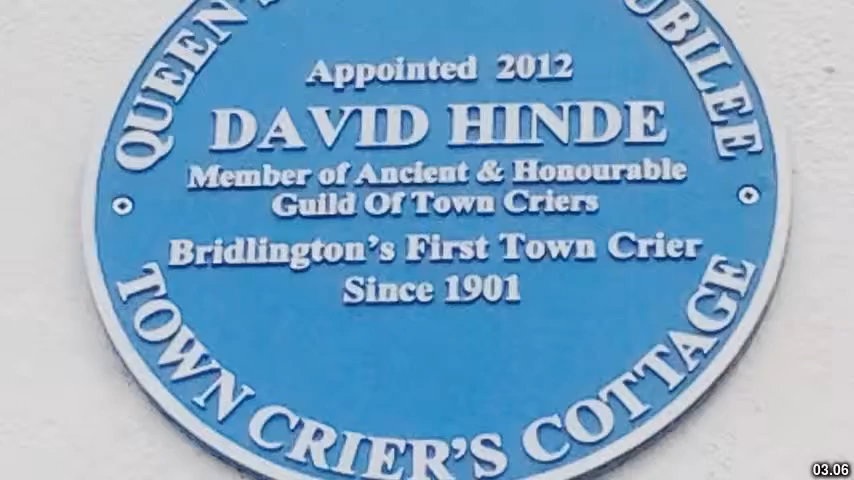 QUEEN'S
JUBILEE
Appointed 2012
DAVID HINDE
Member of Ancient & Honourable
Guild Of Town Criers
Bridlington's First Town Crier
Since 1901
TOWN CRIER'S COTTAGE
03.06